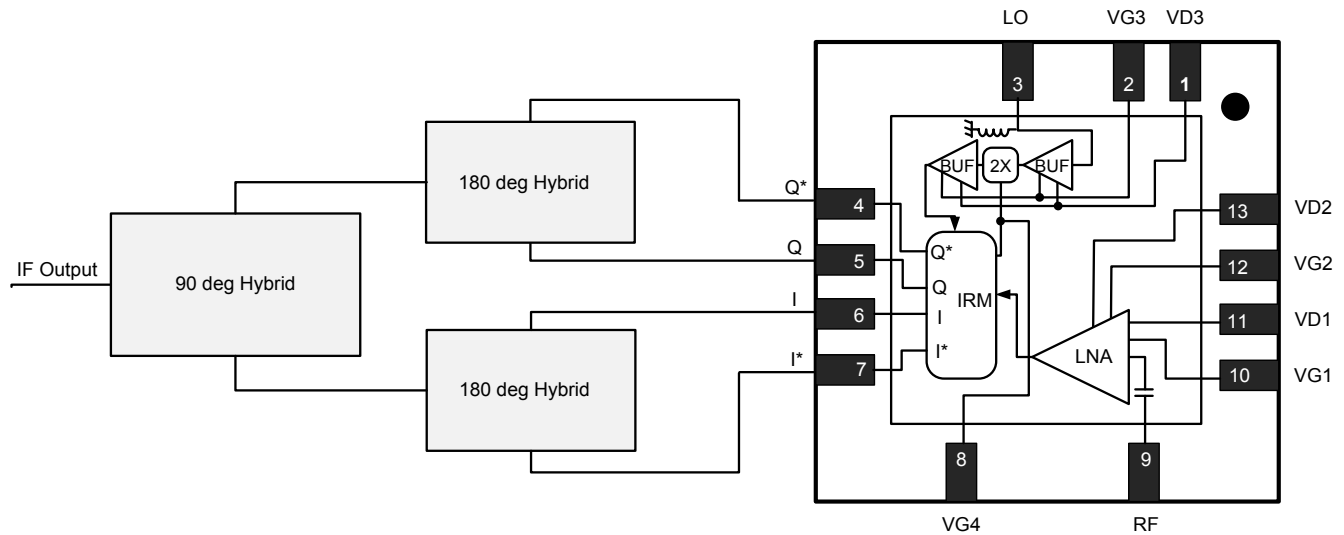 LO
VG3
VD3
3
2
1
BUF
2X
BUF
180 deg Hybrid
Q*
4
Q
5
I
6
I*
7
IF Output
90 deg Hybrid
180 deg Hybrid
Q*
Q
IRM
I
I*
LNA
13
VD2
12
VG2
11
VD1
10
VG1
8
9
VG4
RF